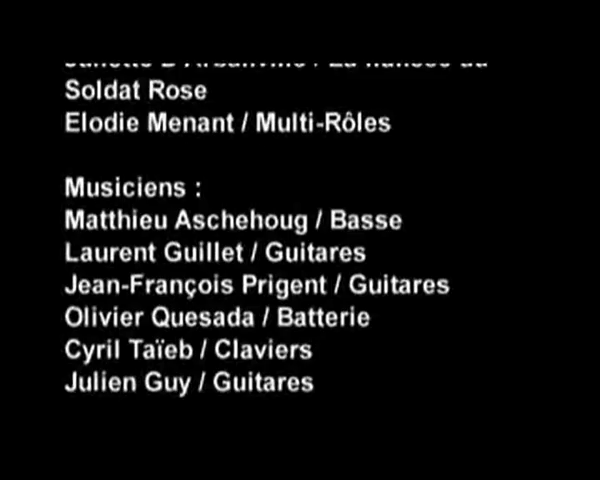 Soldat Rose
Elodie Menant / Multi-Rôles
Musiciens :
Matthieu Aschehoug / Basse
Laurent Guillet / Guitares
Jean-François Prigent / Guitares
Olivier Quesada / Batterie
Cyril Taïeb / Claviers
Julien Guy / Guitares